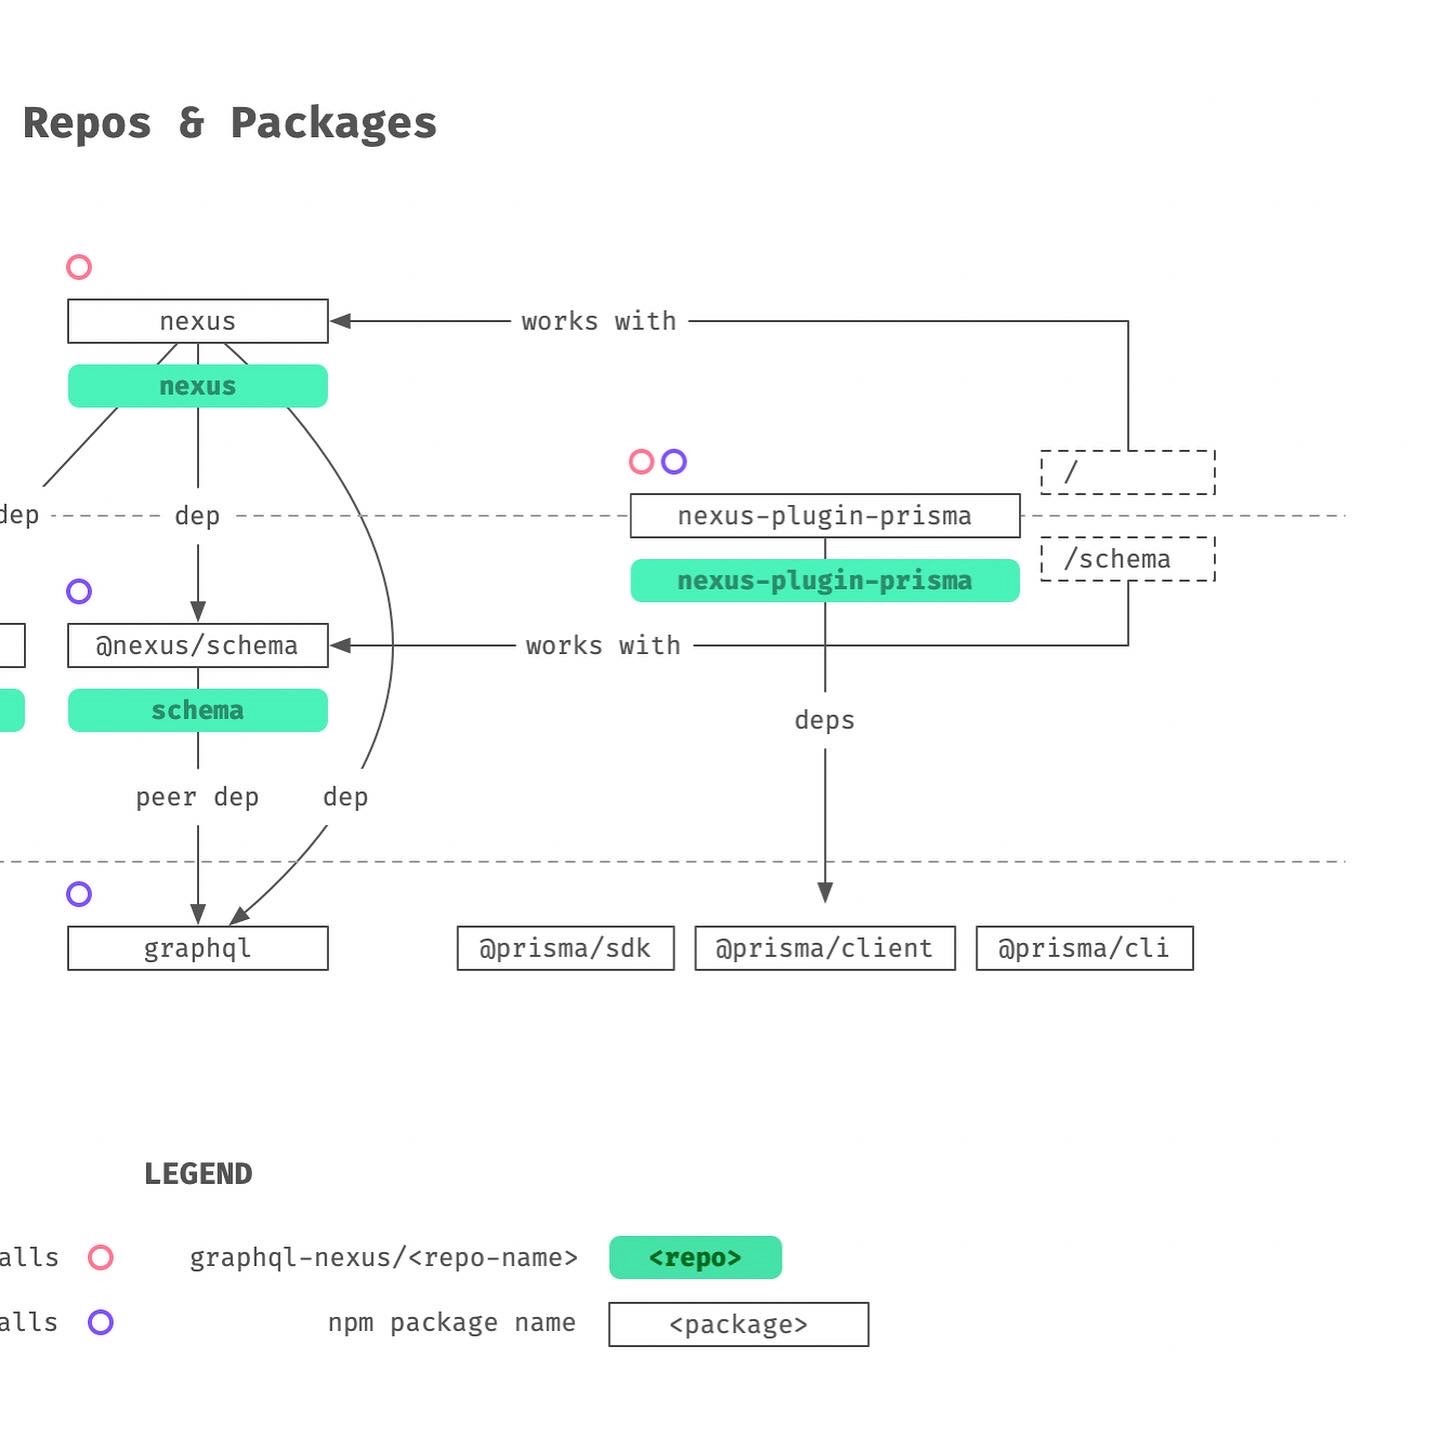 Repos & Packages
nexus
works with
nexus
/
dep
dep
nexus-plugin-prisma
/schema
nexus-plugin-prisma
@nexus/schema
works with
schema
deps
peer dep
dep
graphql
@prisma/sdk
@prisma/client
@prisma/cli
LEGEND
alls
graphql-nexus/<repo-name>
<repo>
alls
npm package name
<package>